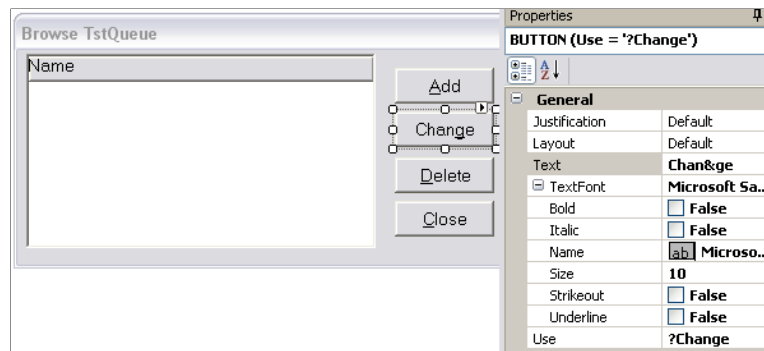 Browse TstQueue
Name
Add
Change
Delete
Close
Properties
BUTTON (Use = '?Change')
General
Justification Default
Layout Default
Text Chan&ge
TextFont Microsoft Sa..
Bold False
Italic False
Name ab Microso..
Size 10
Strikeout False
Underline False
Use ?Change